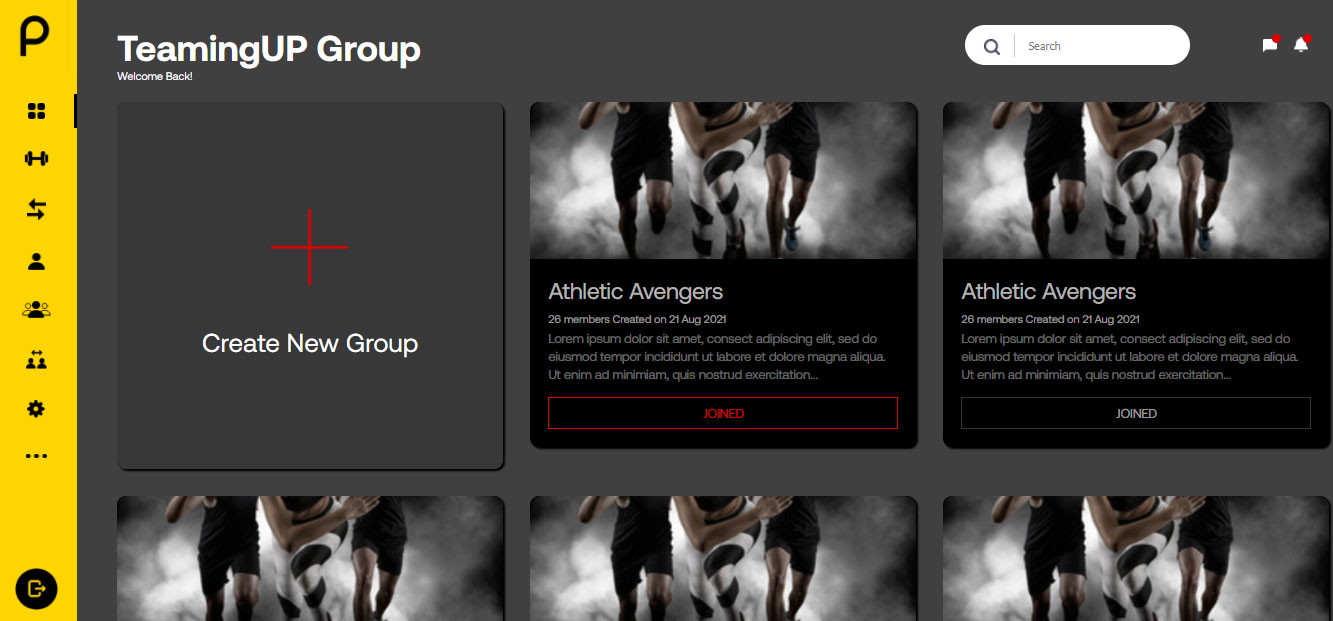 TeamingUP Group
Welcome Back!
Search
Create New Group
Athletic Avengers
26 members Created on 21 Aug 2021
Lorem ipsum dolor sit amet, consect adipiscing elit, sed do
eiusmod tempor incididunt ut labore et dolore magna aliqua.
Ut enim ad minimiam, quis nostrud exercitation...
JOINED
Athletic Avengers
26 members Created on 21 Aug 2021
Lorem ipsum dolor sit amet, consect adipiscing elit, sed do
eiusmod tempor incididunt ut labore et dolore magna aliqua.
Ut enim ad minimiam, quis nostrud exercitation...
JOINED